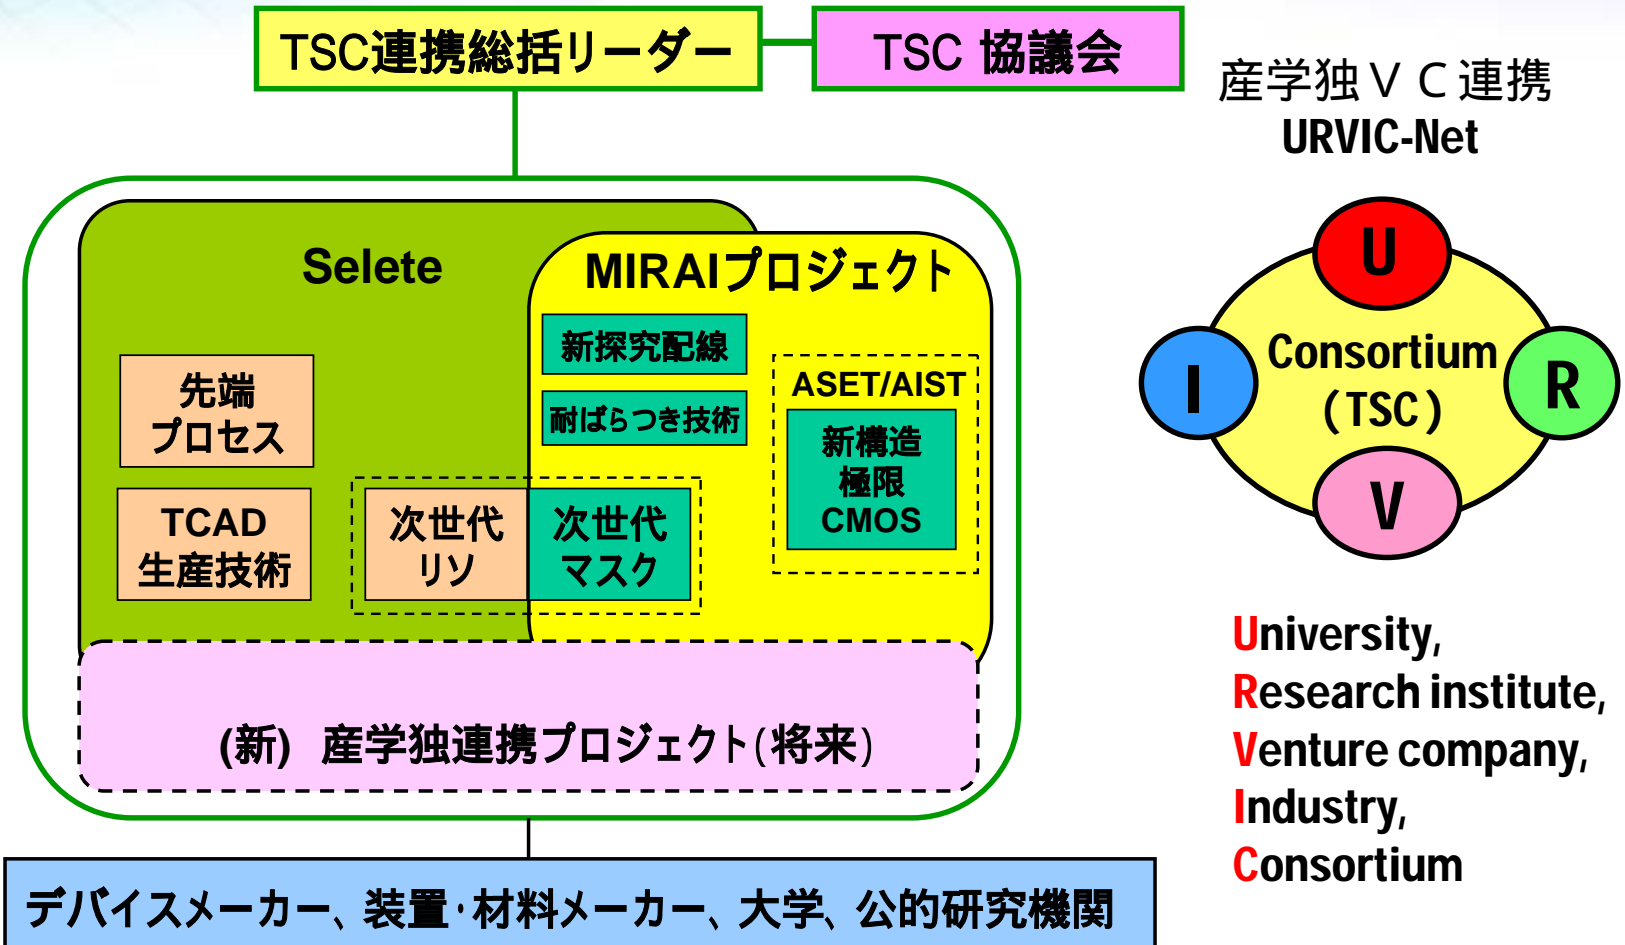 TSC連携総括リーダー
TSC 協議会
産学独ＶＣ連携
URVIC-Net
Selete
MIRAIプロジェクト
新探究配線
耐ばらつき技術
ASET/AIST
新構造
極限
CMOS
先端
プロセス
TCAD
生産技術
次世代
リソ
次世代
マスク
(新) 産学独連携プロジェクト(将来)
デバイスメーカー、装置・材料メーカー、大学、公的研究機関
U
I
Consortium
(TSC)
R
V
University,
Research institute,
Venture company,
Industry,
Consortium